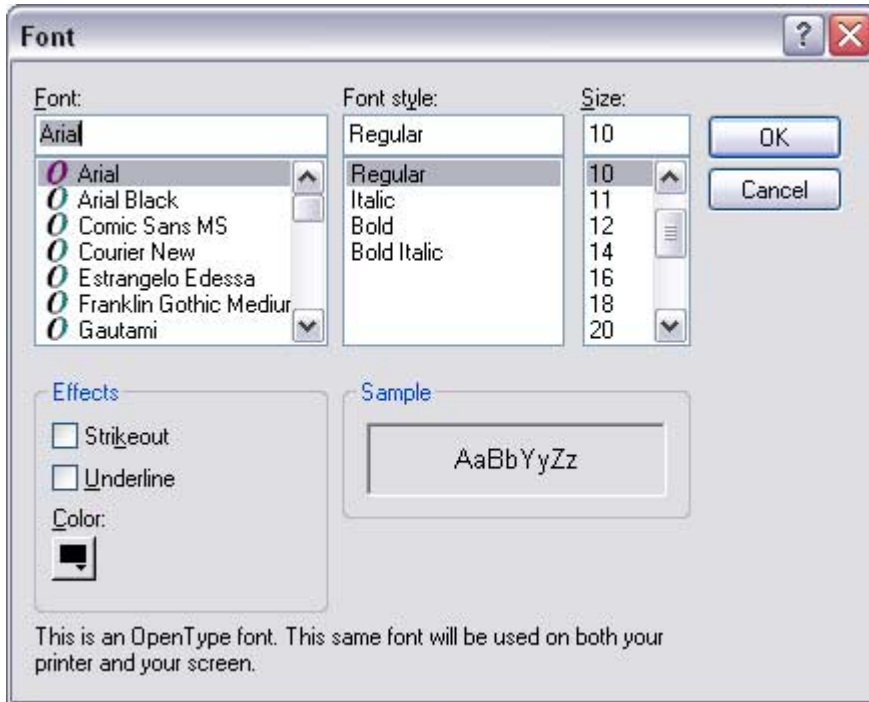 Font
?
Font:
Arial
O Arial
O Arial Black
O Comic Sans MS
O Courier New
O Estrangelo Edessa
O Franklin Gothic Mediur
O Gautami
Font style:
Regular
Regular
Italic
Bold
Bold Italic
Size:
10
10
11
12
14
16
18
20
OK
Cancel
Effects
Strikeout
Underline
Color:
Sample
AaBbYyZz
This is an OpenType font. This same font will be used on both your
printer and your screen.